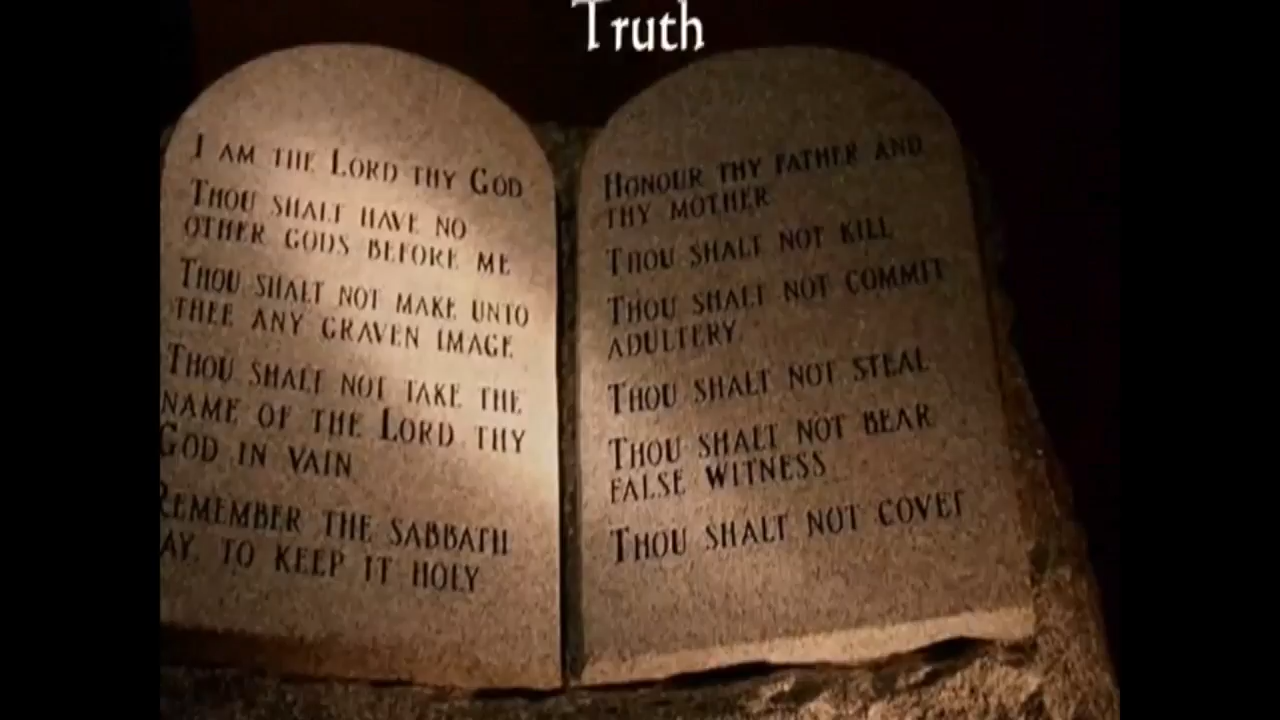 Truth
I AM THE LORD THY GOD
THOU SHALT HAVE NO
OTHER GODS BEFORE ME
THOU SHALT NOT MAKE UNTO
THEE ANY GRAVEN IMAGE
THOU SHALT NOT TAKE THE
NAME OF THE LORD THY
GOD IN VAIN
REMEMBER THE SABBATH
AY, TO KEEP IT HOLY
HONOUR THY FATHER AND
THY MOTHER
THOU SHALT NOT KILL
THOU SHALT NOT COMMIT
ADULTERY
THOU SHALT NOT STEAL
THOU SHALT NOT BEAR
FALSE WITNESS
THOU SHALT NOT COVET